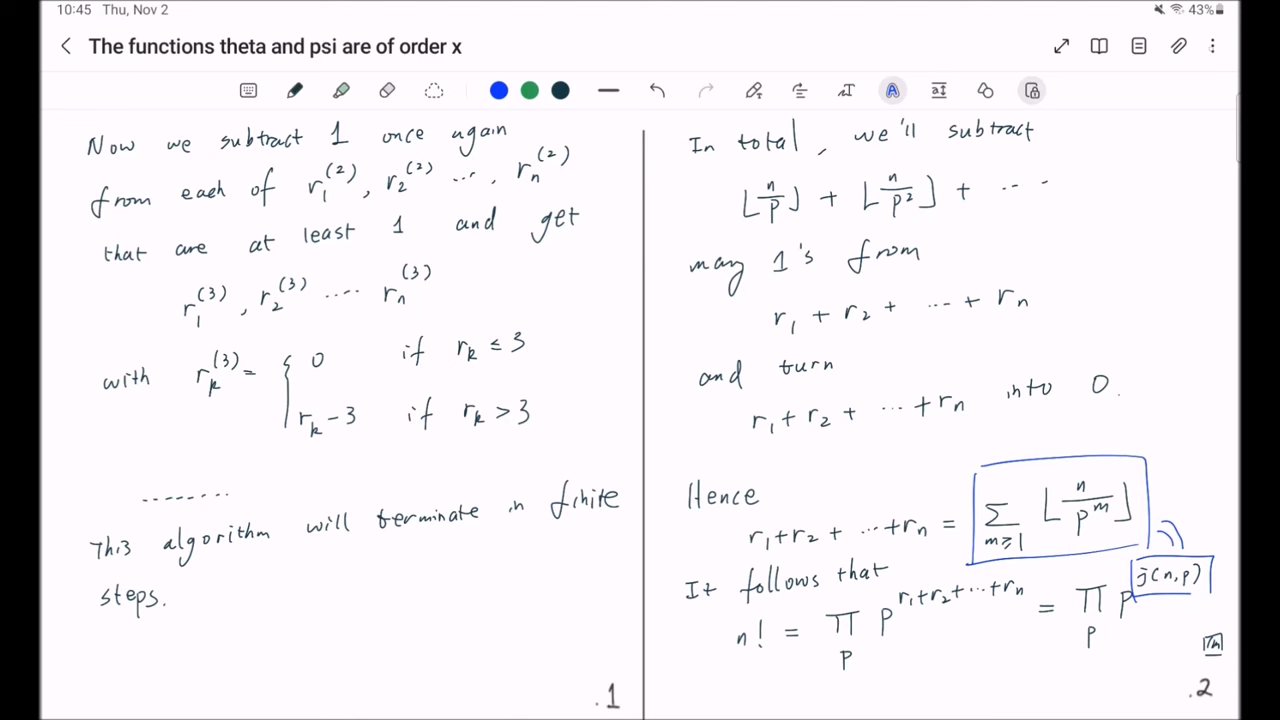 10:45 Thu, Nov 2
43%
The functions theta and psi are of order x
Now we subtract 1 once again
from each of r₁⁽²⁾, r₂⁽²⁾ ..., rₙ⁽²⁾
that are at least 1 and get
r₁⁽³⁾, r₂⁽³⁾ .... rₙ⁽³⁾
with rₖ⁽³⁾ = { 0 if rₖ ≤ 3
rₖ - 3 if rₖ > 3
.........
This algorithm will terminate in finite
steps.
.1
In total, we'll subtract
⌊n/p⌋ + ⌊n/p²⌋ + ....
may 1's from
r₁ + r₂ + ... + rₙ
and turn
r₁ + r₂ + ... + rₙ into 0.
Hence
r₁+r₂ + ...+rₙ = ∑_{m≥1} ⌊n/p^m⌋
It follows that
j(n,p)
n! = ∏_p p^{r₁+r₂+...+rₙ} = ∏_p p
.2